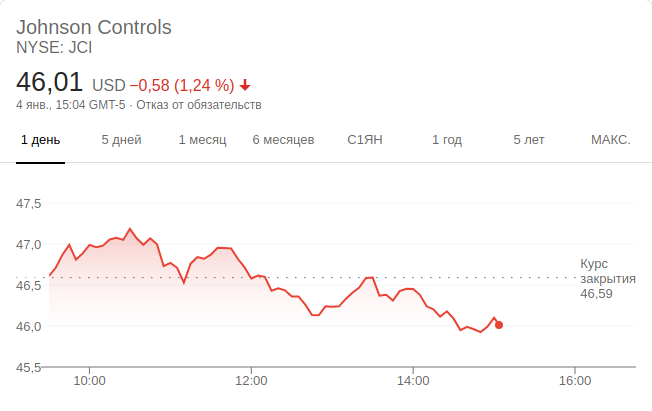 Johnson Controls
NYSE: JCI
46,01 USD −0,58 (1,24 %)
4 янв., 15:04 GMT-5 · Отказ от обязательств
1 день 5 дней 1 месяц 6 месяцев С1ЯН 1 год 5 лет МАКС.
47,5
47,0
46,5
46,0
45,5
Курс
закрытия
46,59
10:00 12:00 14:00 16:00